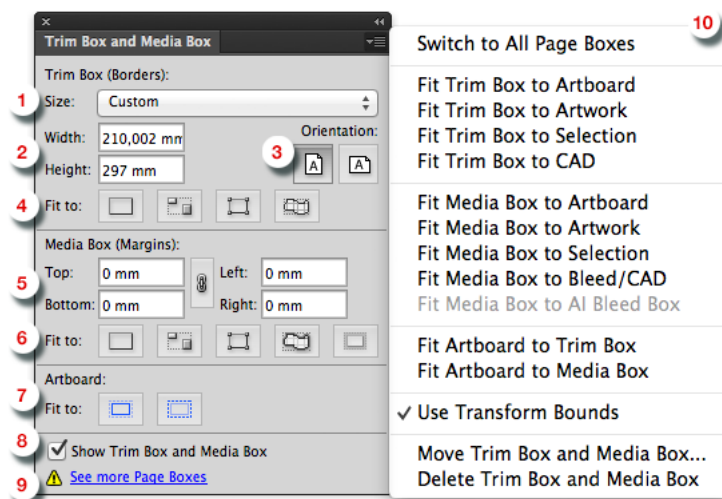 Trim Box and Media Box
Trim Box (Borders):
1
Size: Custom
2
Width: 210,002 mm
Height: 297 mm
3
Orientation:
A A
4
Fit to:
Media Box (Margins):
5
Top: 0 mm Left: 0 mm
Bottom: 0 mm Right: 0 mm
6
Fit to:
Artboard:
7
Fit to:
8
Show Trim Box and Media Box
9
See more Page Boxes
10
Switch to All Page Boxes
Fit Trim Box to Artboard
Fit Trim Box to Artwork
Fit Trim Box to Selection
Fit Trim Box to CAD
Fit Media Box to Artboard
Fit Media Box to Artwork
Fit Media Box to Selection
Fit Media Box to Bleed/CAD
Fit Media Box to AI Bleed Box
Fit Artboard to Trim Box
Fit Artboard to Media Box
✓ Use Transform Bounds
Move Trim Box and Media Box...
Delete Trim Box and Media Box